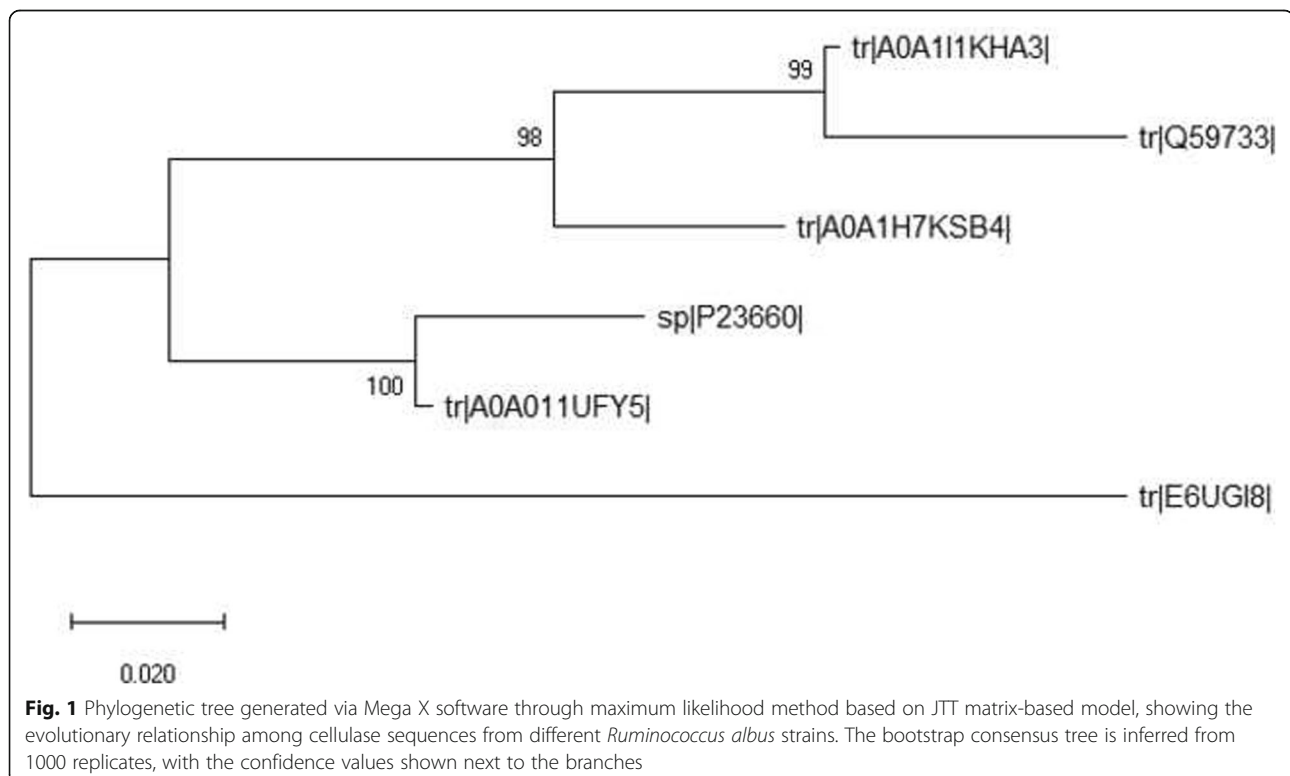 tr|A0A1I1KHA3|
99
tr|Q59733|
98
tr|A0A1H7KSB4|
sp|P23660|
100
tr|A0A011UFY5|
tr|E6UGI8|
0.020
Fig. 1 Phylogenetic tree generated via Mega X software through maximum likelihood method based on JTT matrix-based model, showing the
evolutionary relationship among cellulase sequences from different Ruminococcus albus strains. The bootstrap consensus tree is inferred from
1000 replicates, with the confidence values shown next to the branches